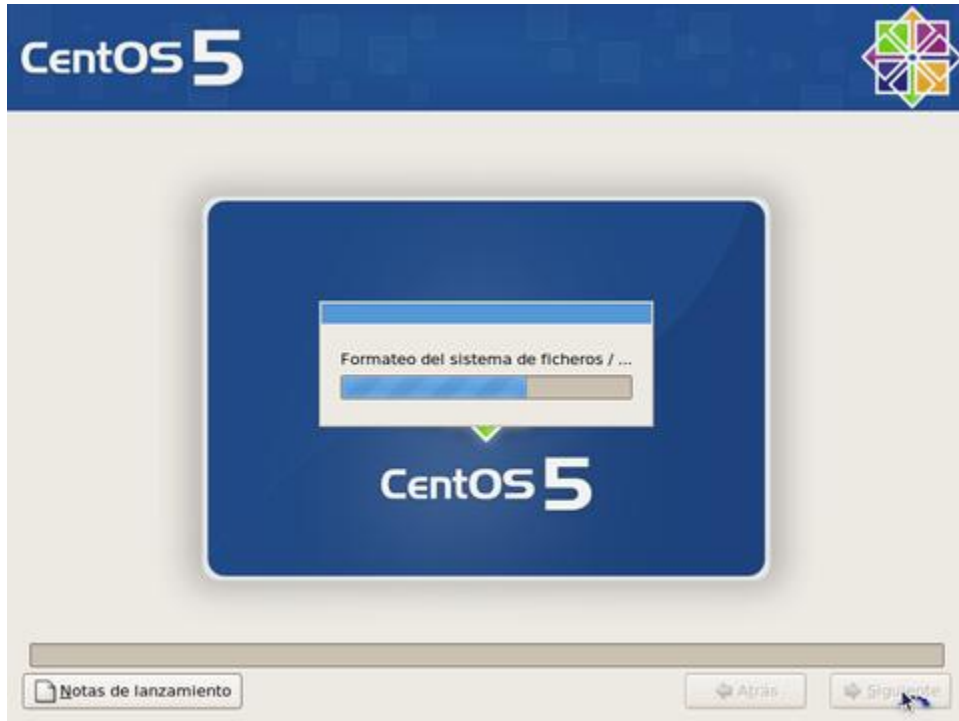 CentOS 5
Formateo del sistema de ficheros / ...
CentOS 5
Notas de lanzamiento
Atrás
Siguiente